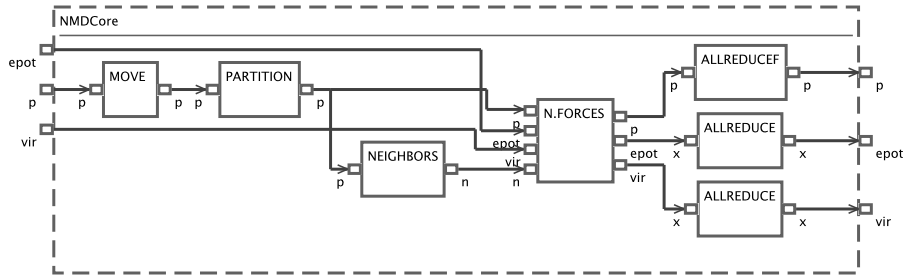 NMDCore
epot
p
vir
p
MOVE
p
p
PARTITION
p
p
NEIGHBORS
n
p
epot
vir
n
N.FORCES
p
epot
vir
p
ALLREDUCEF
p
p
x
ALLREDUCE
x
epot
x
ALLREDUCE
x
vir